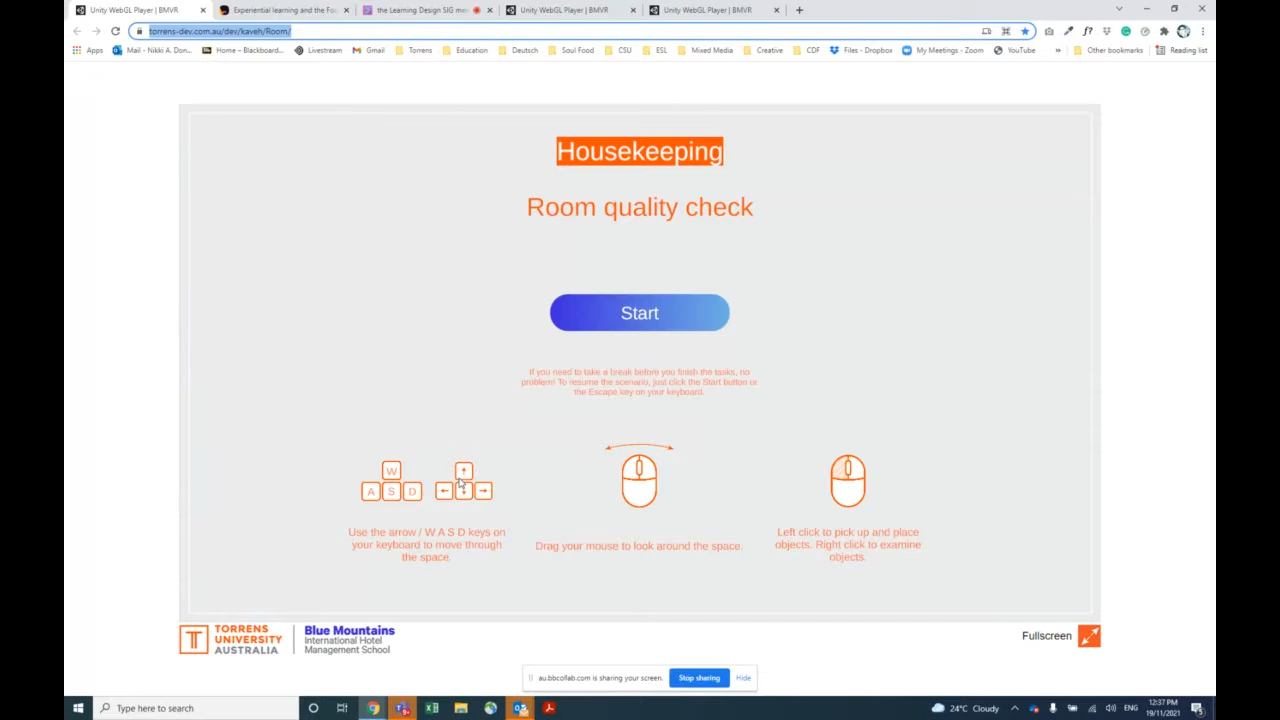 Unity WebGL Player | BMVR
Experiential learning and the Fo
the Learning Design SIG me
Unity WebGL Player | BMVR
Unity WebGL Player | BMVR
torrens-dev.com.au/dev/kaveh/Room/
Apps
Mail - Nikki A. Don...
Home – Blackboard...
Livestream
Gmail
Torrens
Education
Deutsch
Soul Food
CSU
ESL
Mixed Media
Creative
CDF
Files - Dropbox
My Meetings - Zoom
YouTube
»
Other bookmarks
Reading list
Housekeeping
Room quality check
Start
If you need to take a break before you finish the tasks, no
problem! To resume the scenario, just click the Start button or
the Escape key on your keyboard.
W
A S D
Use the arrow / W A S D keys on
your keyboard to move through
the space.
Drag your mouse to look around the space.
Left click to pick up and place
objects. Right click to examine
objects.
TORRENS
UNIVERSITY
AUSTRALIA
Blue Mountains
International Hotel
Management School
Fullscreen
au.bbcollab.com is sharing your screen.
Stop sharing
Hide
Type here to search
24°C Cloudy
ENG
12:37 PM
19/11/2021